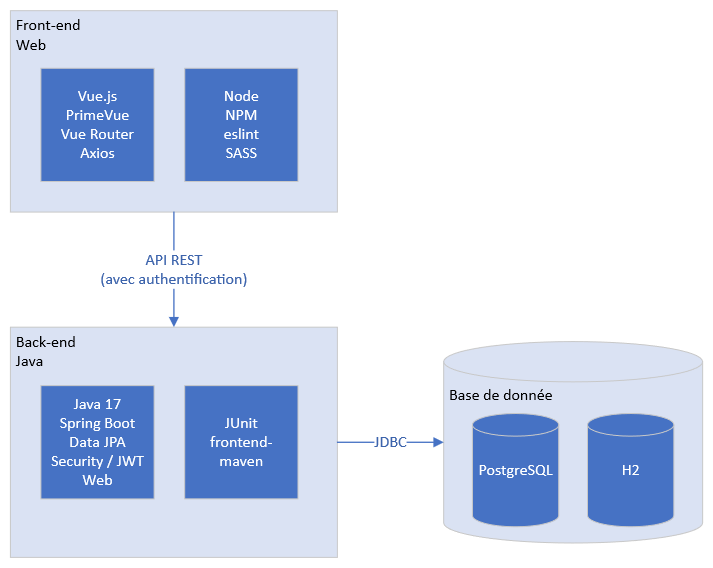 Front-end
Web
Vue.js
PrimeVue
Vue Router
Axios
Node
NPM
eslint
SASS
API REST
(avec authentification)
Back-end
Java
Java 17
Spring Boot
Data JPA
Security / JWT
Web
JUnit
frontend-
maven
JDBC
Base de donnée
PostgreSQL
H2